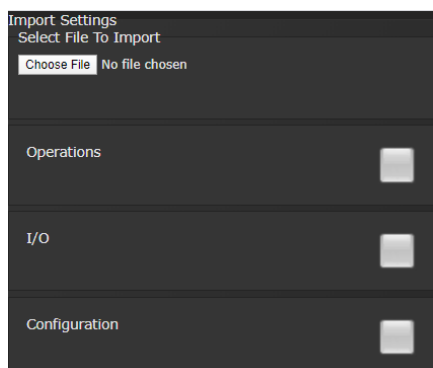 Import Settings
Select File To Import
Choose File No file chosen
Operations
I/O
Configuration